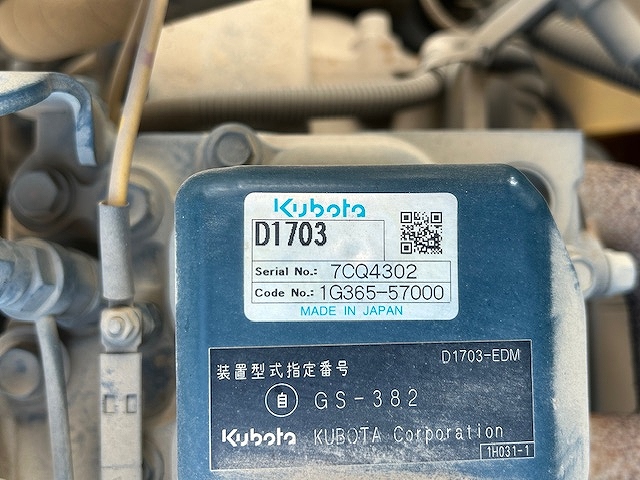 Kubota
D1703
Serial No.: 7CQ4302
Code No.: 1G365-57000
MADE IN JAPAN
D1703-EDM
装置型式指定番号
自 GS-382
Kubota KUBOTA Corporation
1H031-1